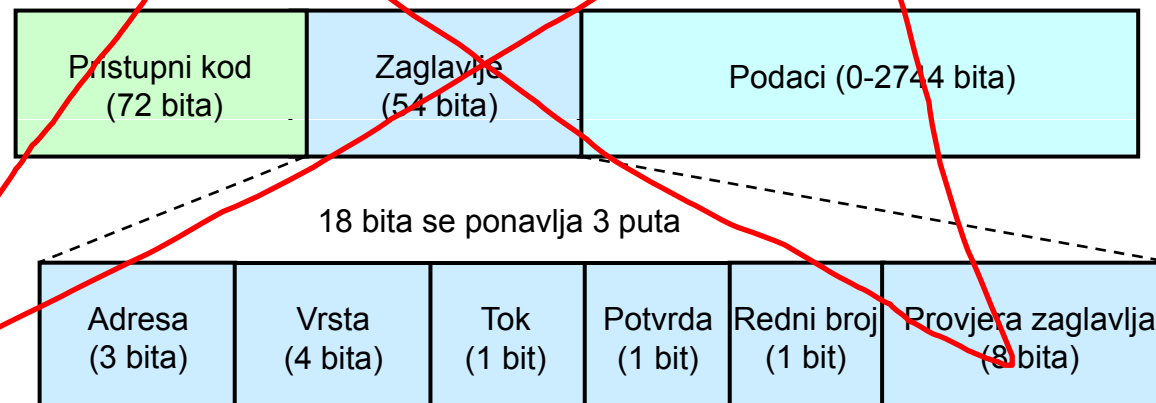 Pristupni kod
(72 bita)
Zaglavlje
(54 bita)
Podaci (0-2744 bita)
18 bita se ponavlja 3 puta
Adresa
(3 bita)
Vrsta
(4 bita)
Tok
(1 bit)
Potvrda
(1 bit)
Redni broj
(1 bit)
Provjera zaglavlja
(8 bita)